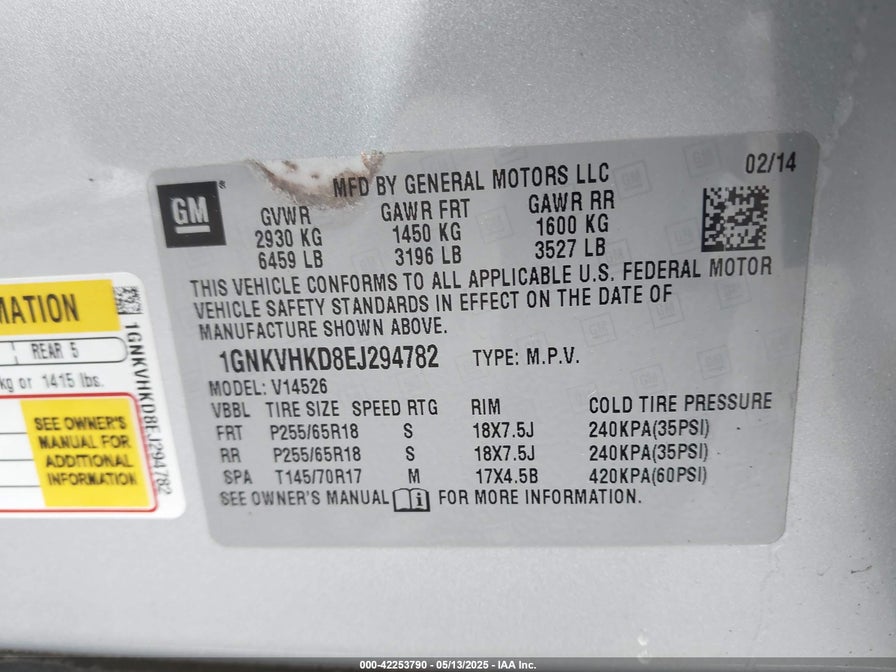 MFD BY GENERAL MOTORS LLC
02/14
GM
®
GVWR GAWR FRT GAWR RR
2930 KG 1450 KG 1600 KG
6459 LB 3196 LB 3527 LB
THIS VEHICLE CONFORMS TO ALL APPLICABLE U.S. FEDERAL MOTOR
VEHICLE SAFETY STANDARDS IN EFFECT ON THE DATE OF
MANUFACTURE SHOWN ABOVE.
1GNKVHKD8EJ294782 TYPE: M.P.V.
MODEL: V14526
VBBL TIRE SIZE SPEED RTG RIM COLD TIRE PRESSURE
FRT P255/65R18 S 18X7.5J 240KPA(35PSI)
RR P255/65R18 S 18X7.5J 240KPA(35PSI)
SPA T145/70R17 M 17X4.5B 420KPA(60PSI)
SEE OWNER'S MANUAL FOR MORE INFORMATION.
MATION
REAR 5
kg or 1415 lbs.
SEE OWNER'S
MANUAL FOR
ADDITIONAL
INFORMATION
1GNKVHKD8EJ294782
000-42253790 — 05/13/2025 — IAA Inc.